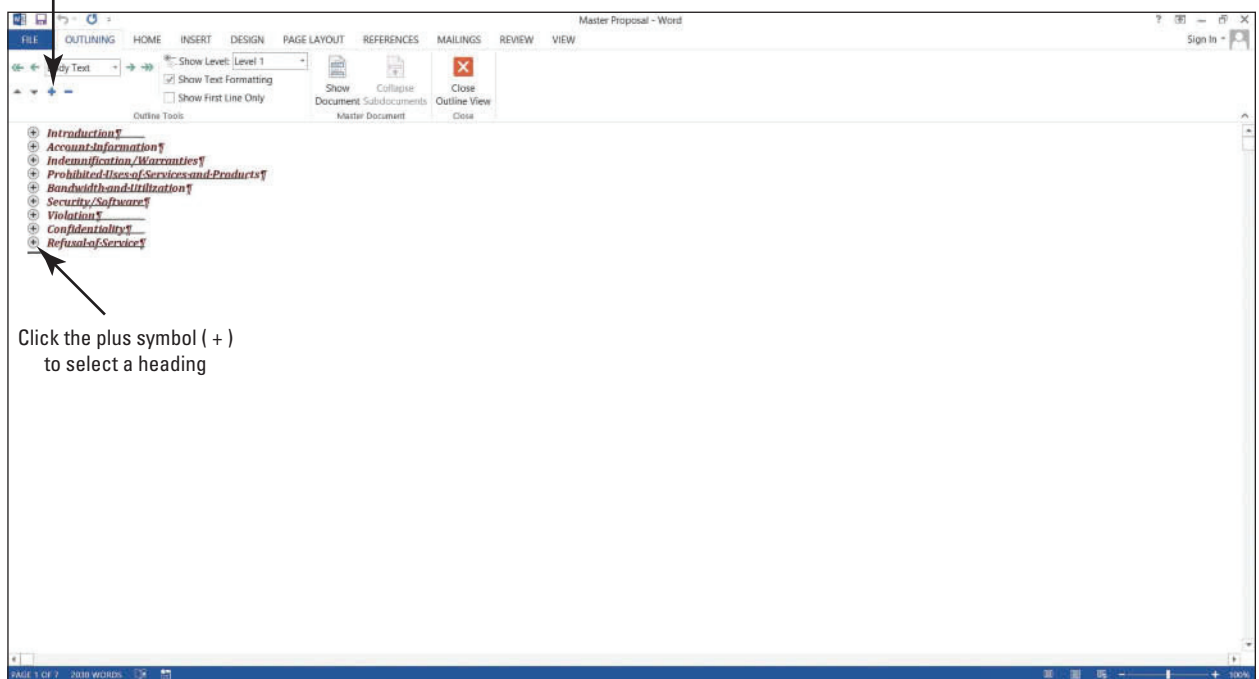 Master Proposal - Word
FILE OUTLINING HOME INSERT DESIGN PAGE LAYOUT REFERENCES MAILINGS REVIEW VIEW Sign In
Text Show Level: Level 1
Show Text Formatting
Show First Line Only
Show Document
Collapse Subdocuments
Close Outline View
Outline Tools Master Document Close
Introduction¶
Account·Information¶
Indemnification/Warranties¶
Prohibited·Uses·of·Services·and·Products¶
Bandwidth·and·Utilization¶
Security/Software¶
Violation¶
Confidentiality¶
Refusal·of·Service¶
Click the plus symbol ( + )
to select a heading
PAGE 1 OF 7 2030 WORDS 100%